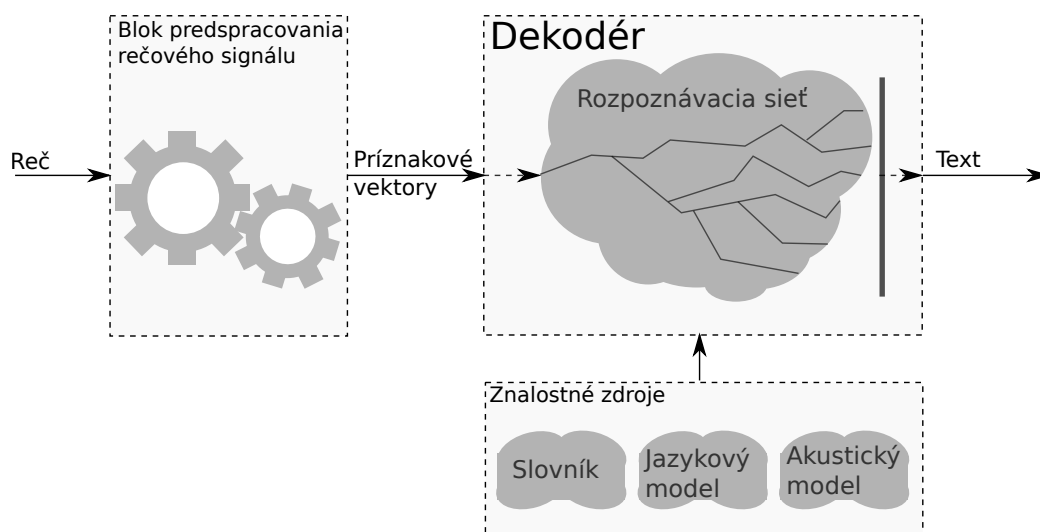 Blok predspracovania
rečového signálu
Reč
Príznakové
vektory
Dekodér
Rozpoznávacia sieť
Text
Znalostné zdroje
Slovník
Jazykový
model
Akustický
model